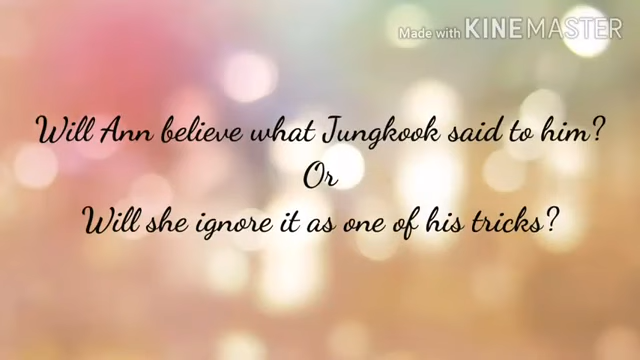 Made with KINEMASTER
Will Ann believe what Jungkook said to him?
Or
Will she ignore it as one of his tricks?